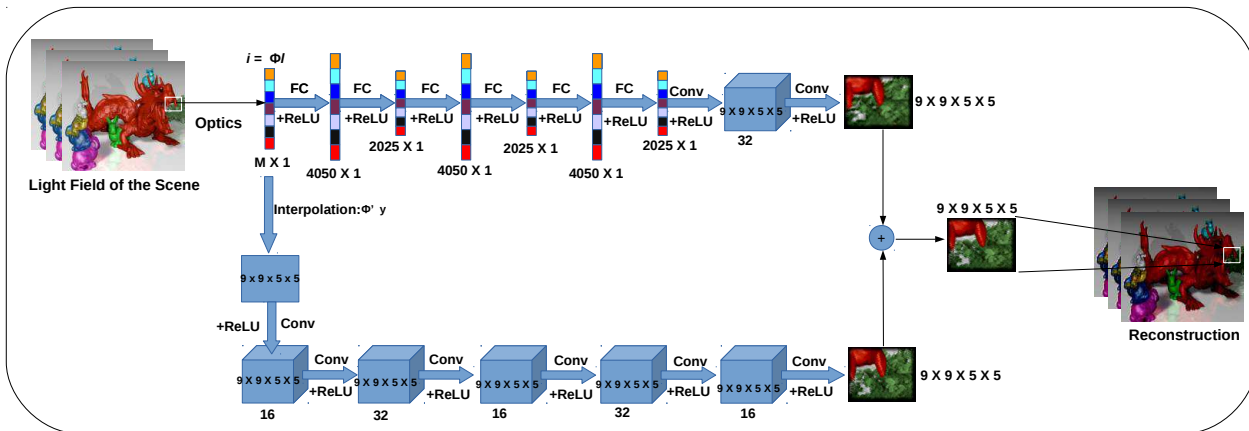 i = Φl
FC
FC
FC
FC
FC
Conv
Conv
+ReLU
+ReLU
+ReLU
+ReLU
+ReLU
+ReLU
+ReLU
9 X 9 X 5 X 5
9 X 9 X 5 X 5
32
Optics
M X 1
4050 X 1
2025 X 1
4050 X 1
2025 X 1
4050 X 1
2025 X 1
Light Field of the Scene
Interpolation:Φ' y
9 x 9 x 5 x 5
+ReLU
Conv
9 X 9 X 5 X 5
16
Conv
+ReLU
9 X 9 X 5 X 5
32
Conv
+ReLU
9 X 9 X 5 X 5
16
Conv
+ReLU
9 X 9 X 5 X 5
32
Conv
+ReLU
9 X 9 X 5 X 5
16
Conv
+ReLU
9 X 9 X 5 X 5
+
9 X 9 X 5 X 5
Reconstruction